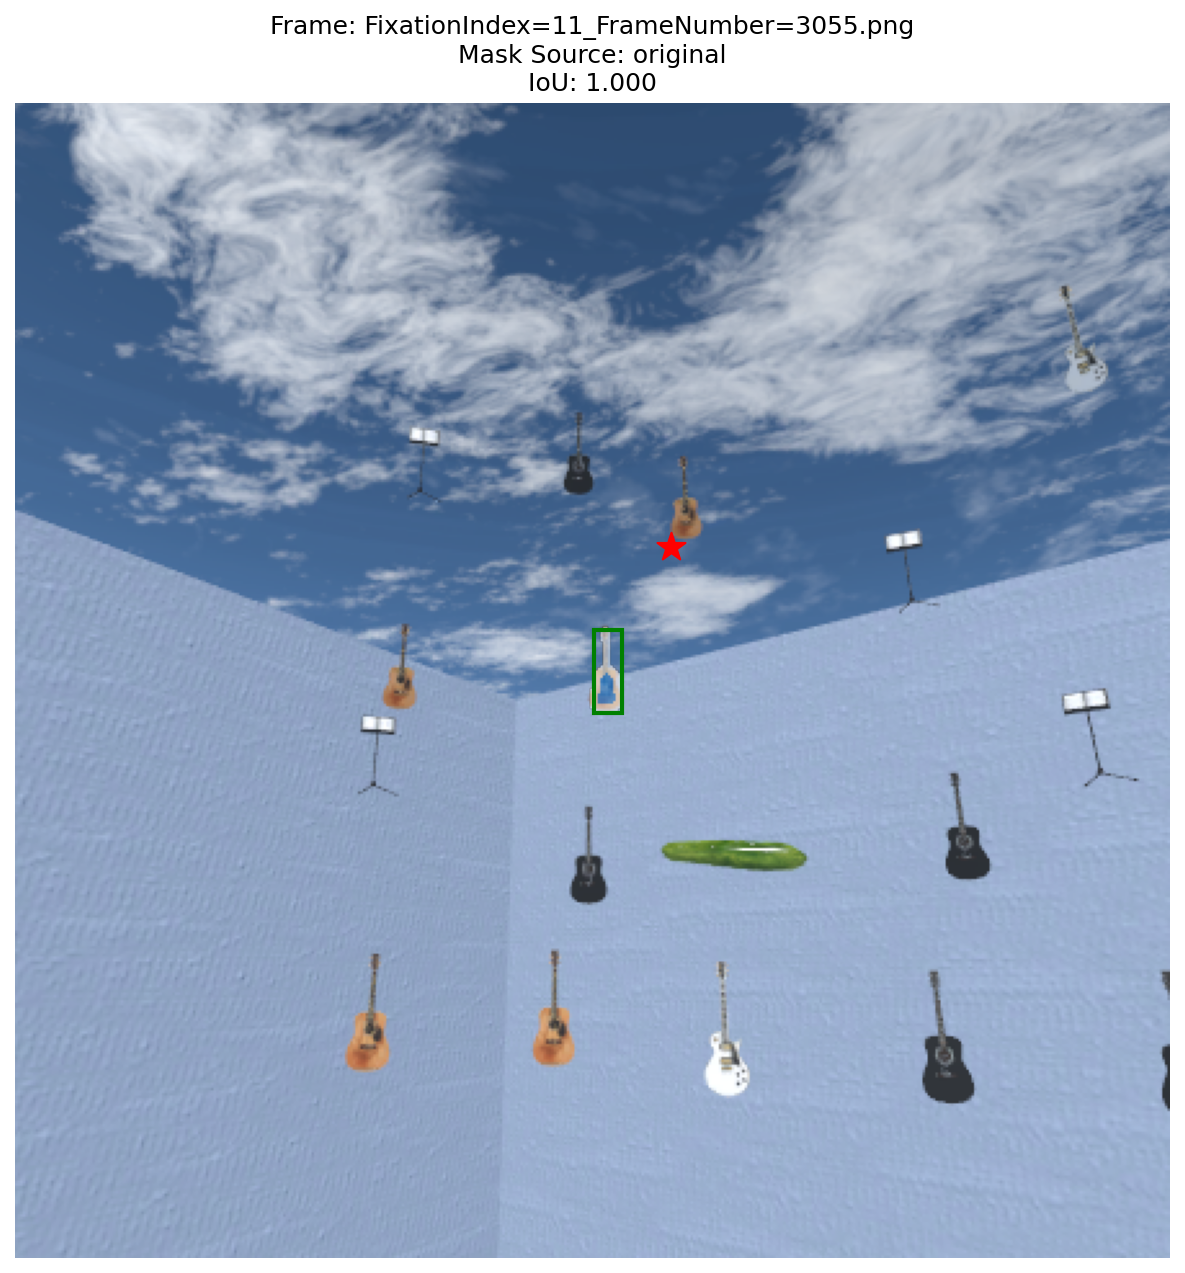 Frame: FixationIndex=11_FrameNumber=3055.png
Mask Source: original
IoU: 1.000